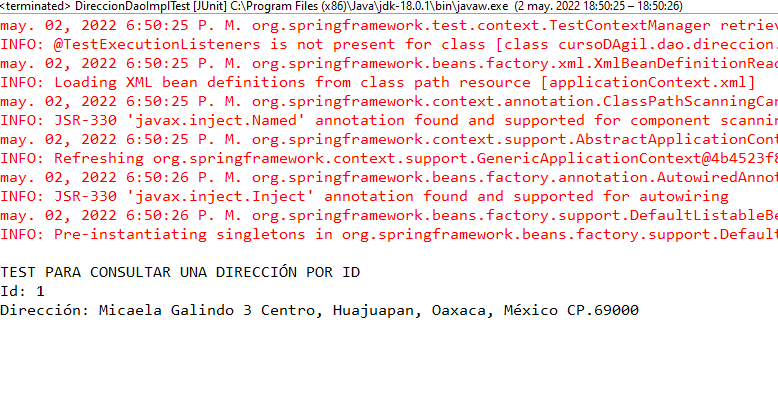 <terminated> DireccionDaoImplTest [JUnit] C:\Program Files (x86)\Java\jdk-18.0.1\bin\javaw.exe (2 may. 2022 18:50:25 – 18:50:26)
may. 02, 2022 6:50:25 P. M. org.springframework.test.context.TestContextManager retriev
INFO: @TestExecutionListeners is not present for class [class cursoDAgil.dao.direccion.
may. 02, 2022 6:50:25 P. M. org.springframework.beans.factory.xml.XmlBeanDefinitionRead
INFO: Loading XML bean definitions from class path resource [applicationContext.xml]
may. 02, 2022 6:50:25 P. M. org.springframework.context.annotation.ClassPathScanningCan
INFO: JSR-330 'javax.inject.Named' annotation found and supported for component scannin
may. 02, 2022 6:50:26 P. M. org.springframework.context.support.AbstractApplicationCont
INFO: Refreshing org.springframework.context.support.GenericApplicationContext@4b4523f8
may. 02, 2022 6:50:26 P. M. org.springframework.beans.factory.annotation.AutowiredAnnot
INFO: JSR-330 'javax.inject.Inject' annotation found and supported for autowiring
may. 02, 2022 6:50:26 P. M. org.springframework.beans.factory.support.DefaultListableBe
INFO: Pre-instantiating singletons in org.springframework.beans.factory.support.Default
TEST PARA CONSULTAR UNA DIRECCIÓN POR ID
Id: 1
Dirección: Micaela Galindo 3 Centro, Huajuapan, Oaxaca, México CP.69000